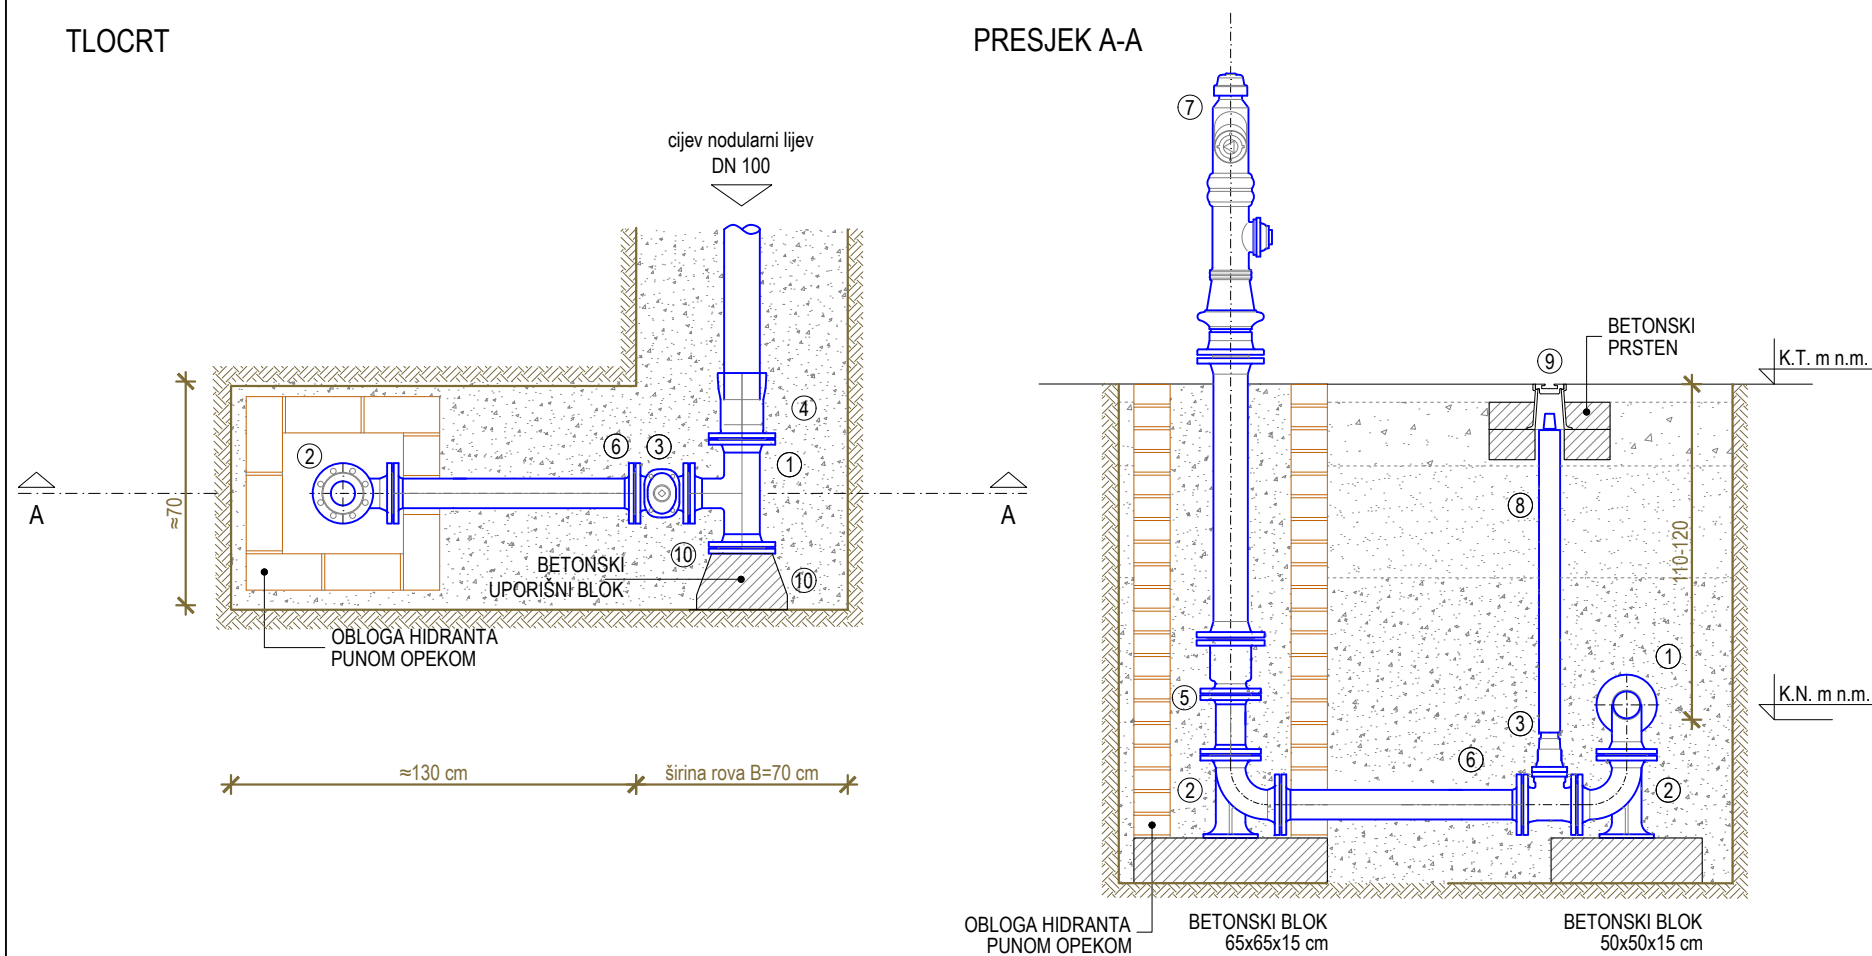 TLOCRT
cijev nodularni lijev
DN 100
4
6
3
1
2
A
A
≈70
10
10
BETONSKI
UPORIŠNI BLOK
OBLOGA HIDRANTA
PUNOM OPEKOM
≈130 cm
širina rova B=70 cm
PRESJEK A-A
7
BETONSKI
PRSTEN
9
K.T. m n.m.
8
110-120
1
K.N. m n.m.
5
3
6
2
2
OBLOGA HIDRANTA
PUNOM OPEKOM
BETONSKI BLOK
65x65x15 cm
BETONSKI BLOK
50x50x15 cm